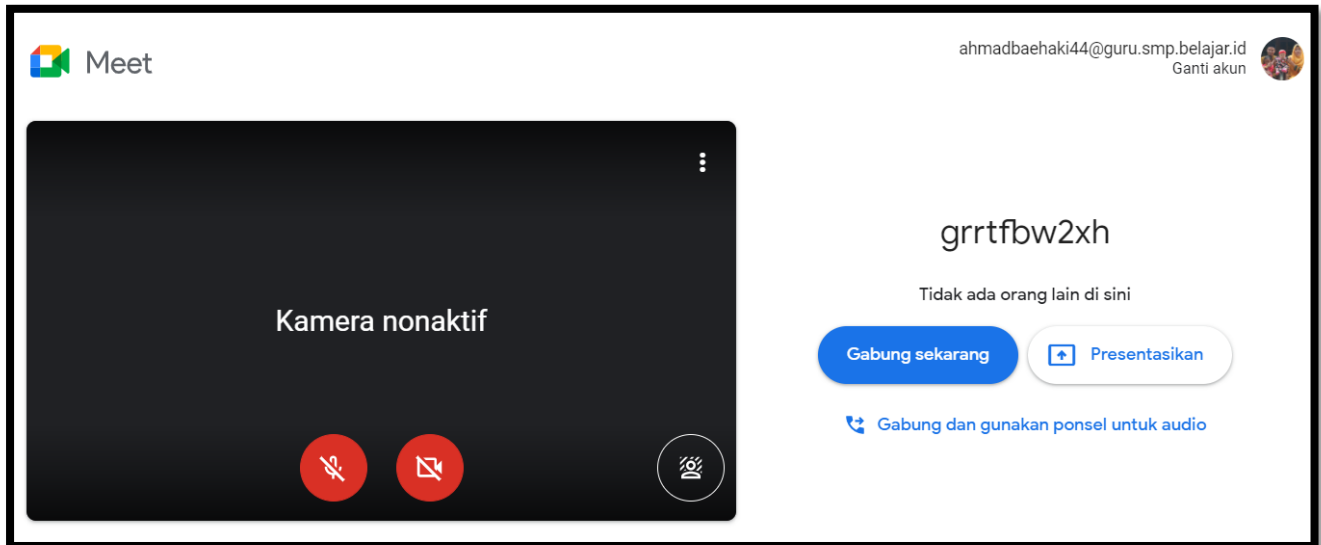 Meet
ahmadbaehaki44@guru.smp.belajar.id
Ganti akun
Kamera nonaktif
grrtfbw2xh
Tidak ada orang lain di sini
Gabung sekarang
Presentasikan
Gabung dan gunakan ponsel untuk audio